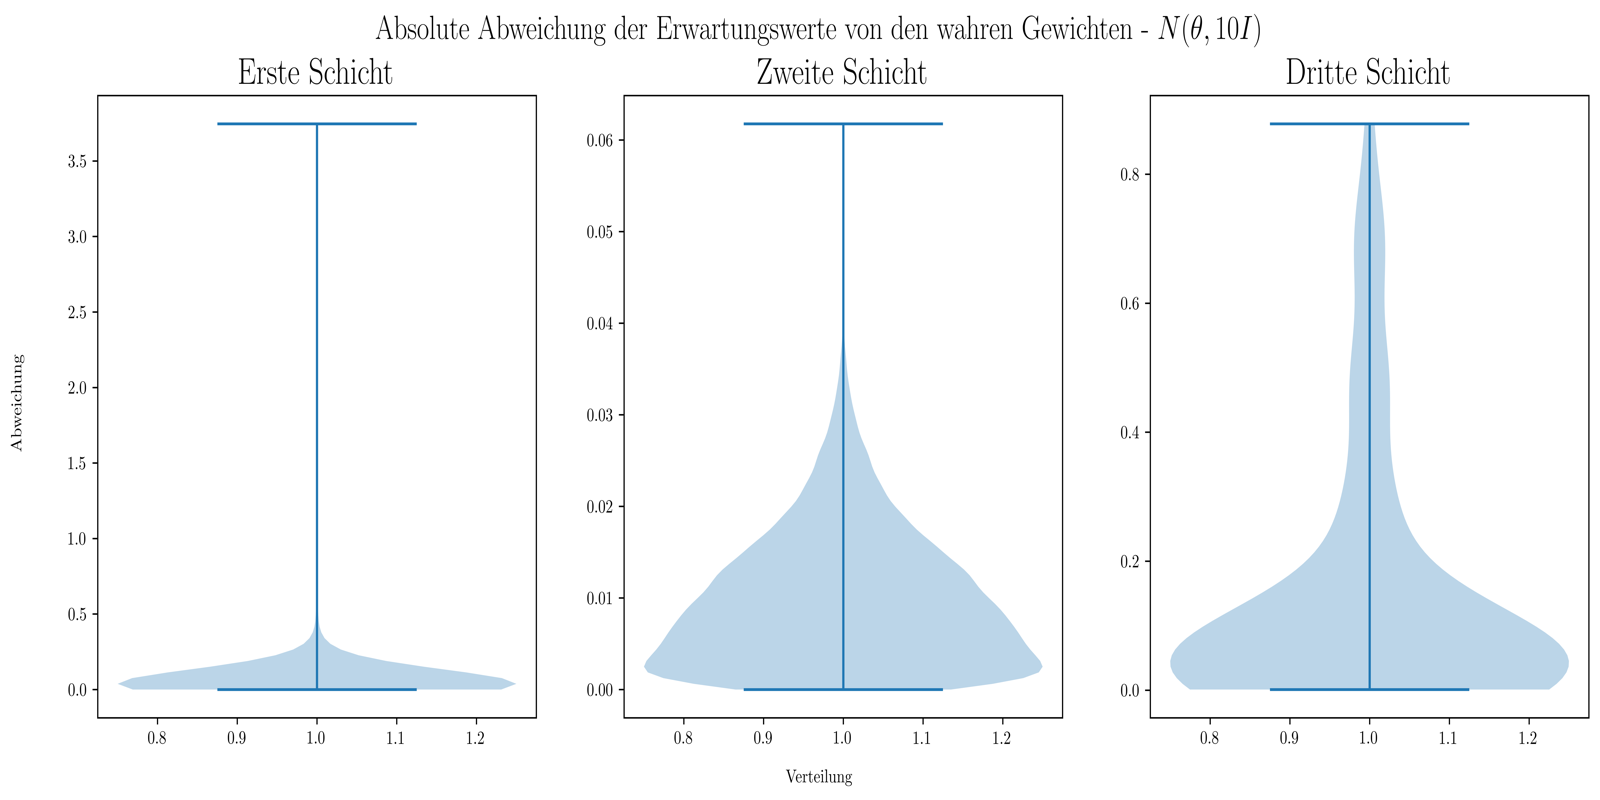 Absolute Abweichung der Erwartungswerte von den wahren Gewichten - N(θ, 10I)
Erste Schicht
Zweite Schicht
Dritte Schicht
Abweichung
3.5
3.0
2.5
2.0
1.5
1.0
0.5
0.0
0.8 0.9 1.0 1.1 1.2
0.06
0.05
0.04
0.03
0.02
0.01
0.00
0.8 0.9 1.0 1.1 1.2
0.8
0.6
0.4
0.2
0.0
0.8 0.9 1.0 1.1 1.2
Verteilung